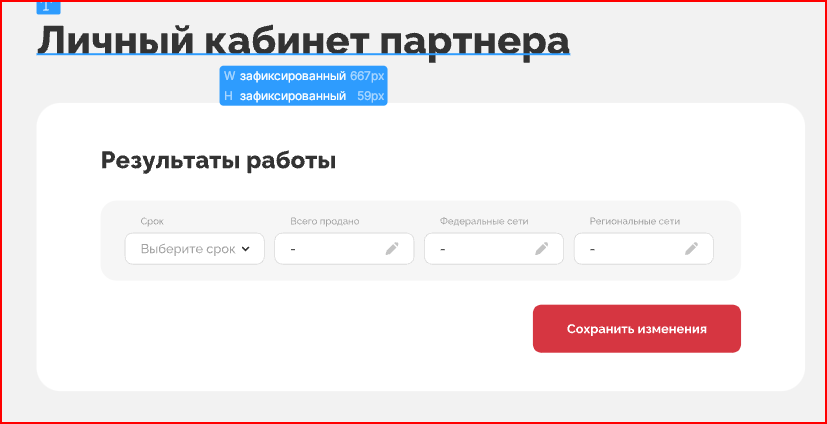 Личный кабинет партнера
W зафиксированный 667px
H зафиксированный 59px
Результаты работы
Срок Всего продано Федеральные сети Региональные сети
Выберите срок - - -
Сохранить изменения